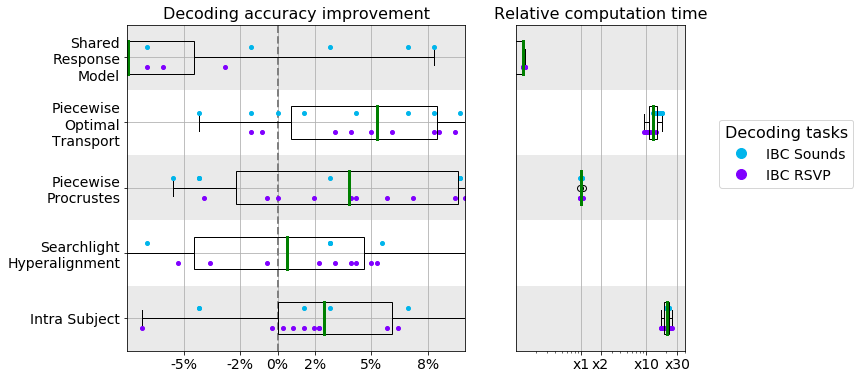 Decoding accuracy improvement
Relative computation time
Shared
Response
Model
Piecewise
Optimal
Transport
Piecewise
Procrustes
Searchlight
Hyperalignment
Intra Subject
-5%
-2%
0%
2%
5%
8%
x1
x2
x10
x30
Decoding tasks
IBC Sounds
IBC RSVP